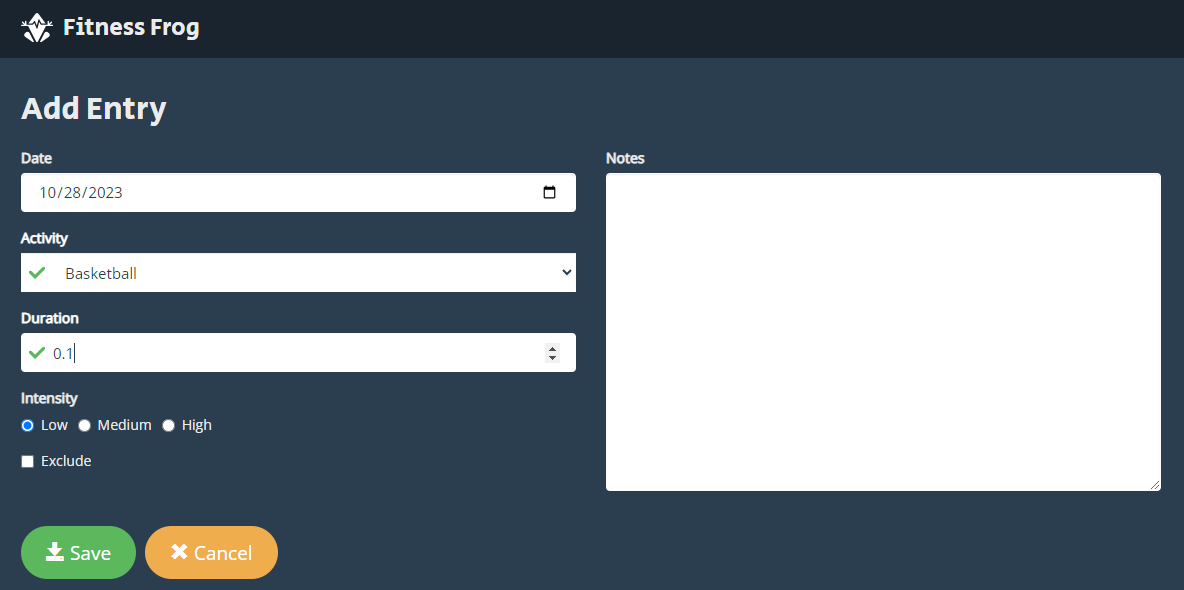 Fitness Frog
Add Entry
Date
10/28/2023
Activity
Basketball
Duration
0.1
Intensity
Low Medium High
Exclude
Notes
Save Cancel